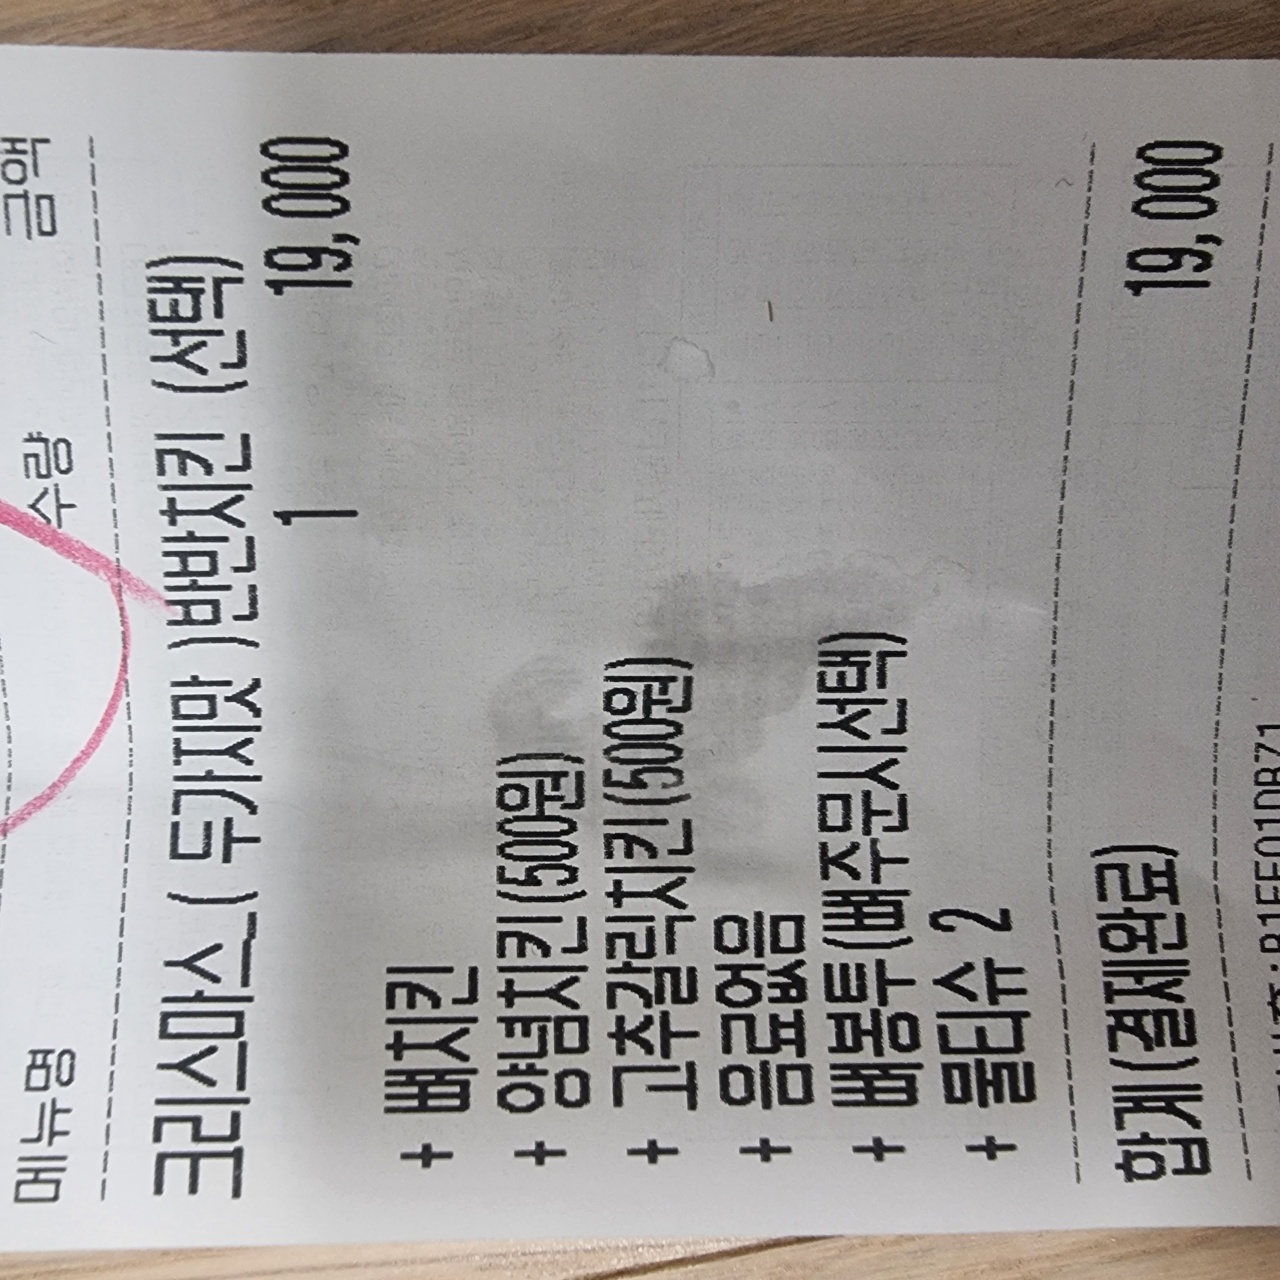 메뉴명 수량 금액
크리스마스 ( 두가지맛 )반반치킨 (선택)
1 19,000
+ 뼈치킨
+ 양념치킨(500원)
+ 고추갈릭치킨(500원)
+ 음료없음
+ 뼈봉투(뼈주문시선택)
+ 물티슈 2
합계(결제완료) 19,000